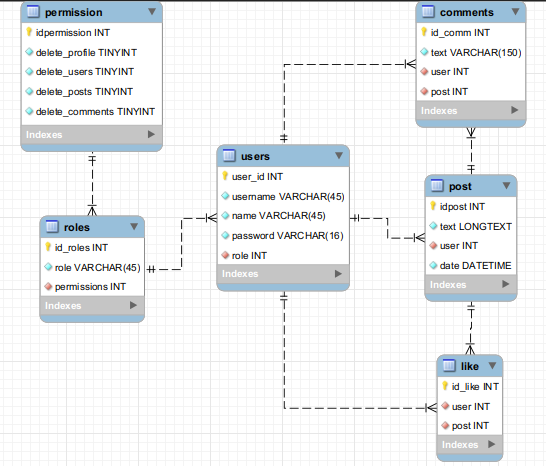 permission
idpermission INT
delete_profile TINYINT
delete_users TINYINT
delete_posts TINYINT
delete_comments TINYINT
Indexes
comments
id_comm INT
text VARCHAR(150)
user INT
post INT
Indexes
users
user_id INT
username VARCHAR(45)
name VARCHAR(45)
password VARCHAR(16)
role INT
Indexes
post
idpost INT
text LONGTEXT
user INT
date DATETIME
Indexes
roles
id_roles INT
role VARCHAR(45)
permissions INT
Indexes
like
id_like INT
user INT
post INT
Indexes